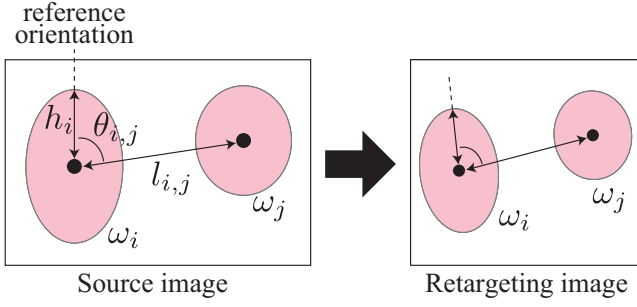 reference
orientation
h_i
θ_{i,j}
l_{i,j}
ω_i
ω_j
ω_i
ω_j
Source image
Retargeting image